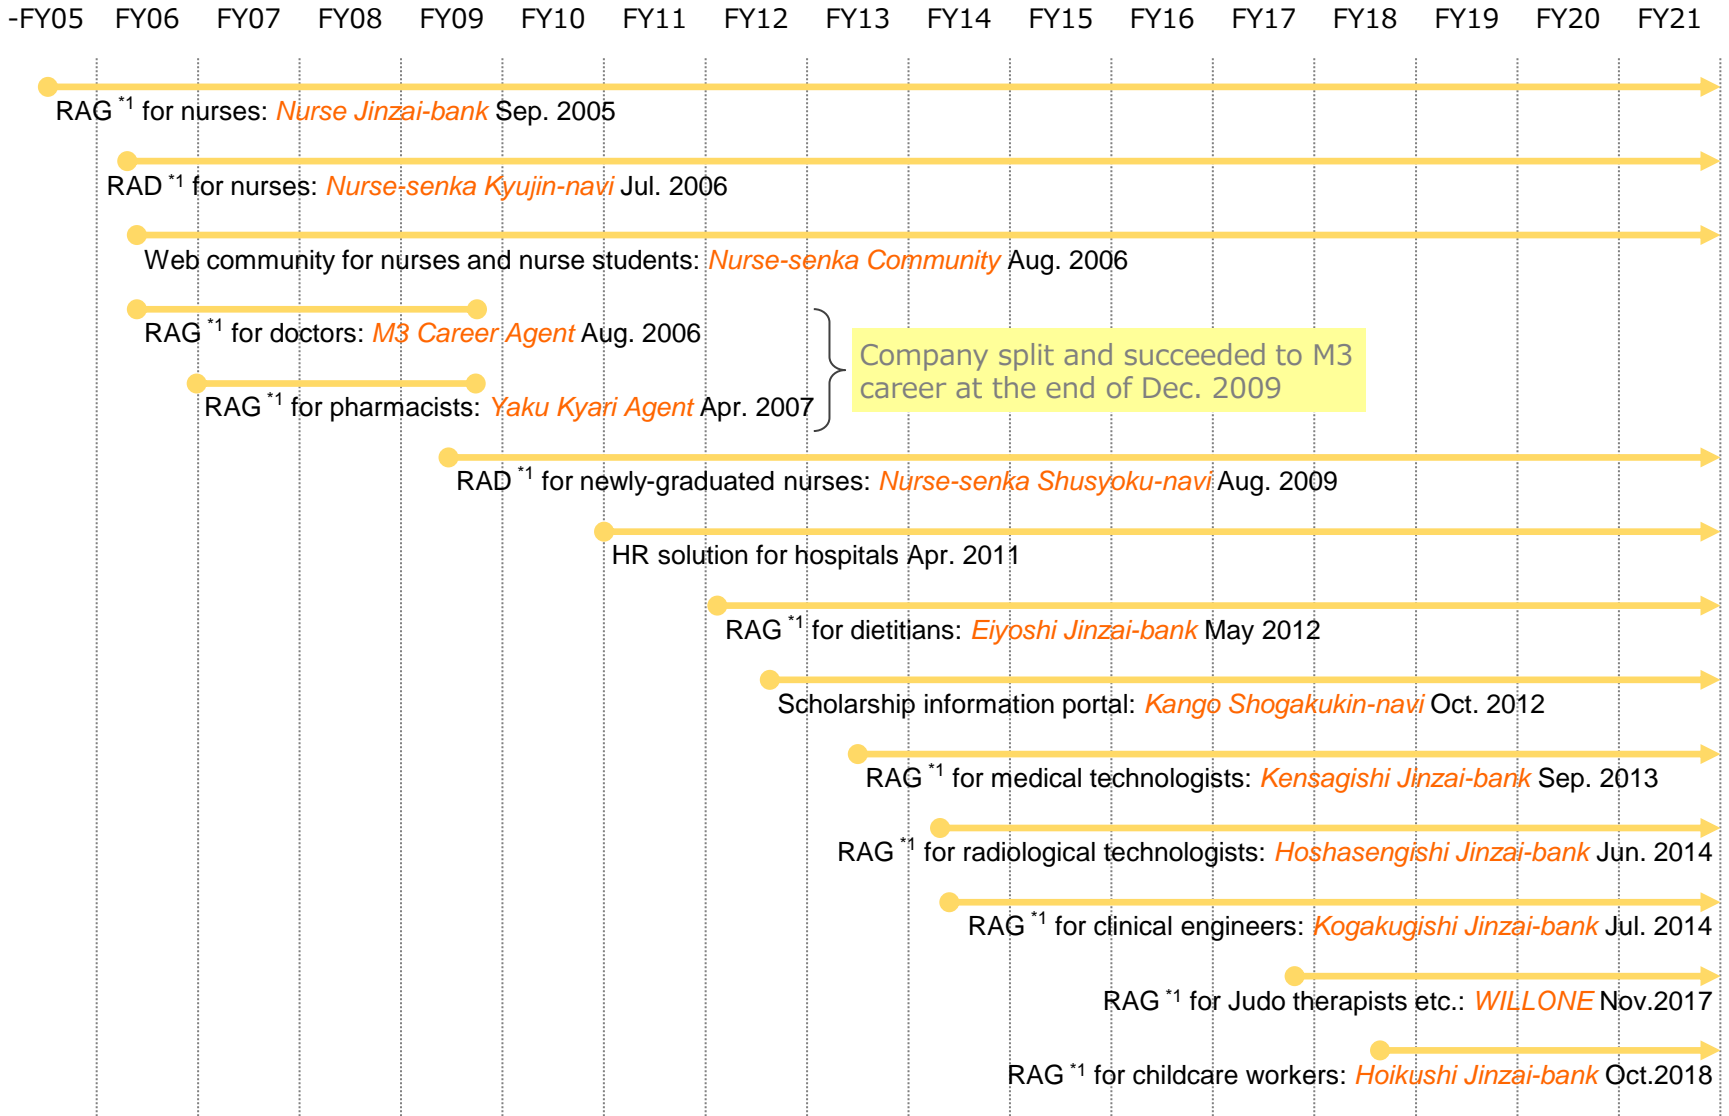 -FY05 FY06 FY07 FY08 FY09 FY10 FY11 FY12 FY13 FY14 FY15 FY16 FY17 FY18 FY19 FY20 FY21
RAG *1 for nurses: Nurse Jinzai-bank Sep. 2005
RAD *1 for nurses: Nurse-senka Kyujin-navi Jul. 2006
Web community for nurses and nurse students: Nurse-senka Community Aug. 2006
RAG *1 for doctors: M3 Career Agent Aug. 2006
RAG *1 for pharmacists: Yaku Kyari Agent Apr. 2007
Company split and succeeded to M3
career at the end of Dec. 2009
RAD *1 for newly-graduated nurses: Nurse-senka Shusyoku-navi Aug. 2009
HR solution for hospitals Apr. 2011
RAG *1 for dietitians: Eiyoshi Jinzai-bank May 2012
Scholarship information portal: Kango Shogakukin-navi Oct. 2012
RAG *1 for medical technologists: Kensagishi Jinzai-bank Sep. 2013
RAG *1 for radiological technologists: Hoshasengishi Jinzai-bank Jun. 2014
RAG *1 for clinical engineers: Kogakugishi Jinzai-bank Jul. 2014
RAG *1 for Judo therapists etc.: WILLONE Nov.2017
RAG *1 for childcare workers: Hoikushi Jinzai-bank Oct.2018